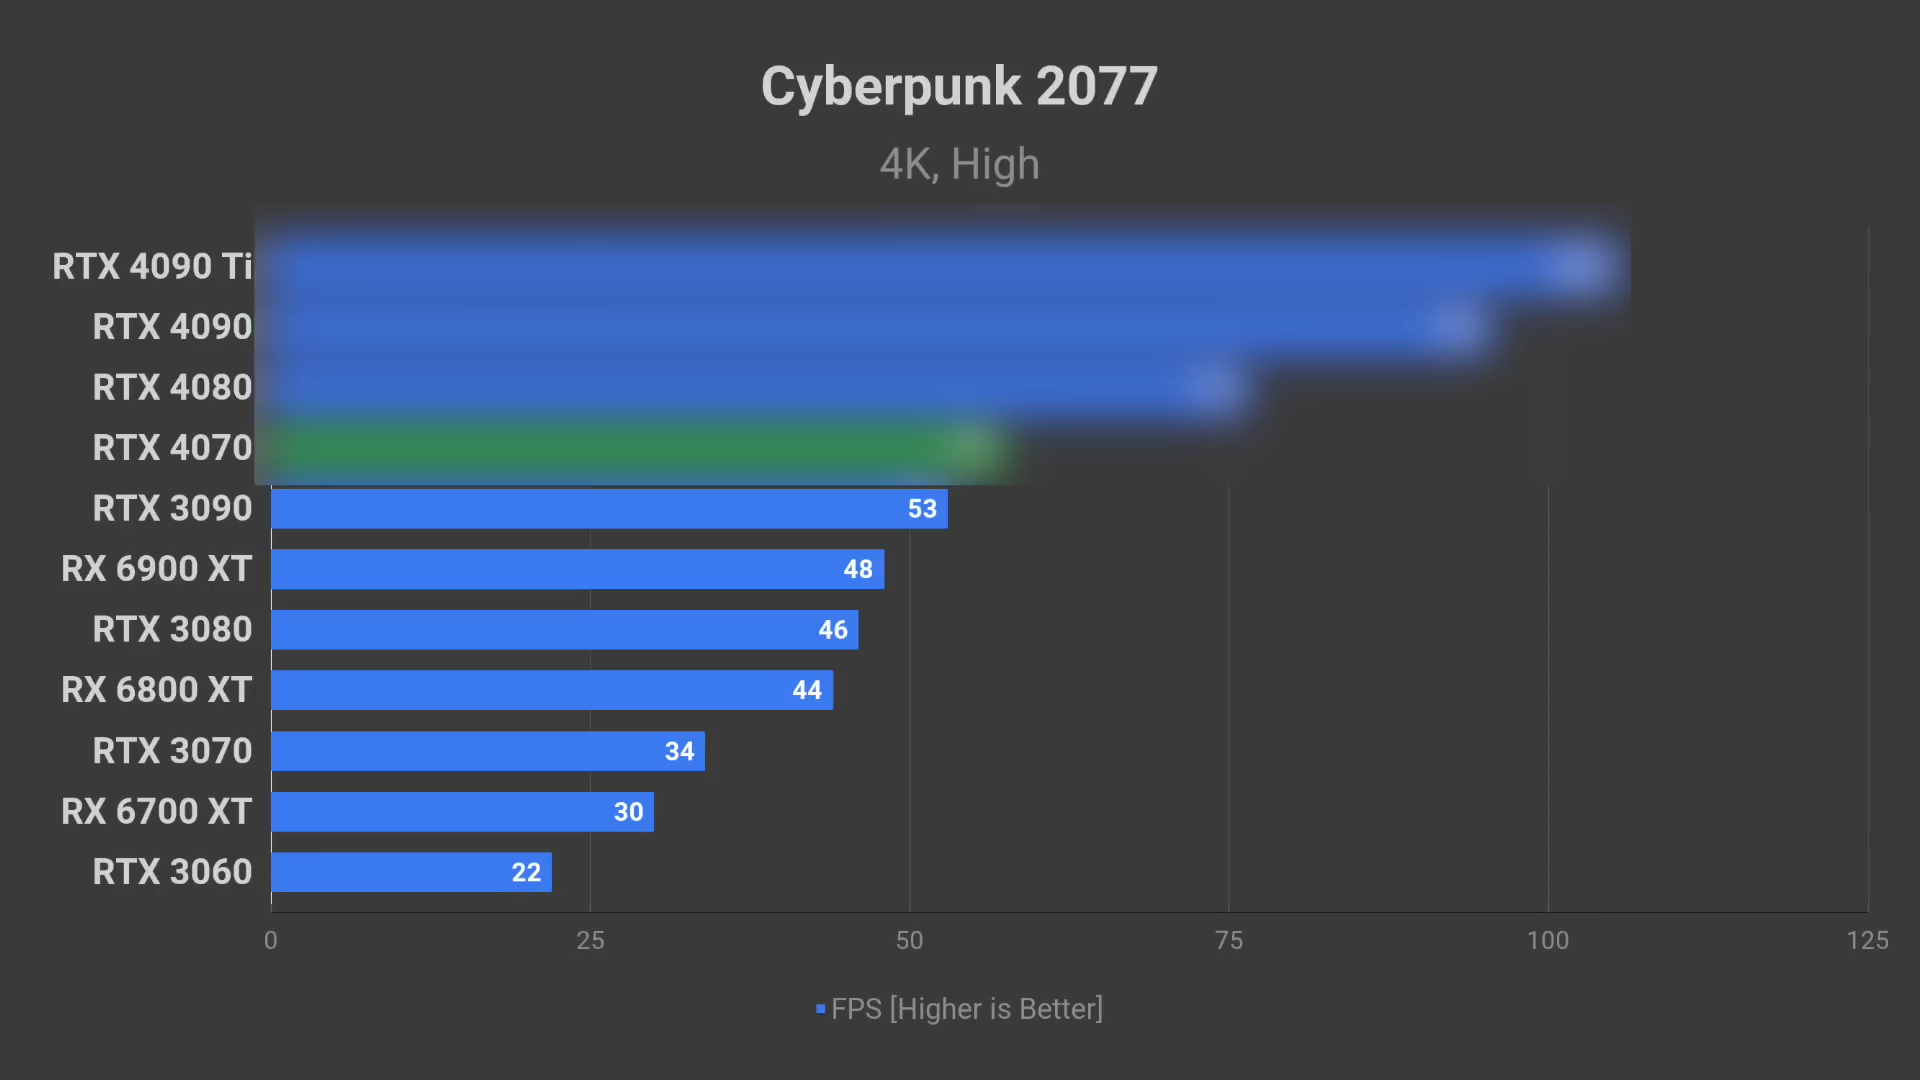 Cyberpunk 2077
4K, High
RTX 4090 Ti
RTX 4090
RTX 4080
RTX 4070
RTX 3090 53
RX 6900 XT 48
RTX 3080 46
RX 6800 XT 44
RTX 3070 34
RX 6700 XT 30
RTX 3060 22
0 25 50 75 100 125
FPS [Higher is Better]